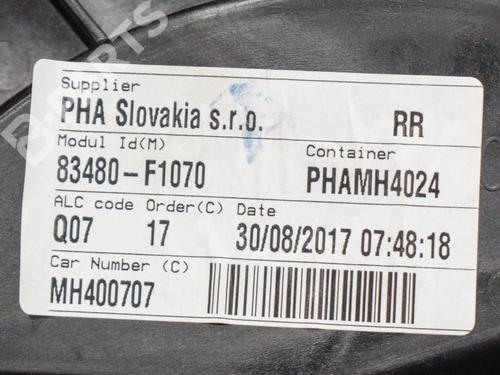 B-PARTS
Supplier
PHA Slovakia s.r.o. RR
Modul Id(M) Container
83480-F1070 PHAMH4024
ALC code Order(C) Date
Q07 17 30/08/2017 07:48:18
Car Number (C)
MH400707